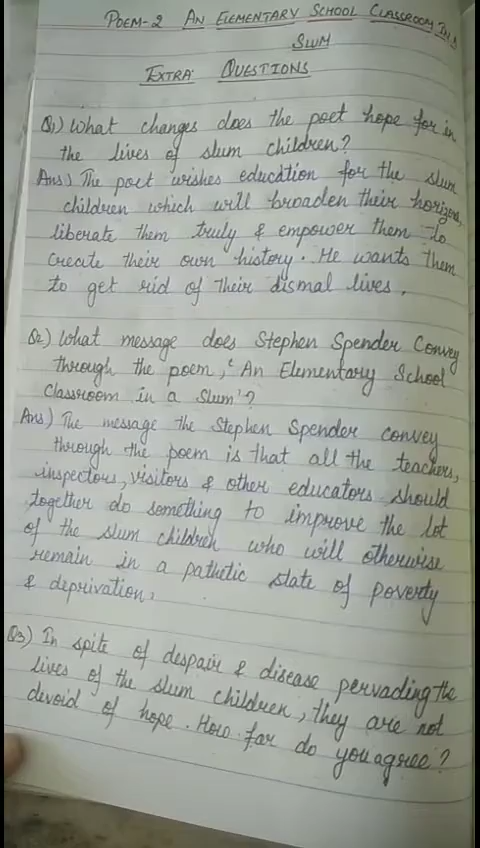 POEM-2 AN ELEMENTARY SCHOOL CLASSROOM IN A
SLUM
EXTRA QUESTIONS
Q1) What changes does the poet hope for in
the lives of slum children?
Ans) The poet wishes education for the slum
children which will broaden their horizons,
liberate them truly & empower them to
create their own history. He wants them
to get rid of their dismal lives.
Q2) What message does Stephen Spender Convey
through the poem, 'An Elementary School
Classroom in a Slum'?
Ans) The message the Stephen Spender convey
through the poem is that all the teachers,
inspectors, visitors & other educators should
together do something to improve the lot
of the slum children who will otherwise
remain in a pathetic state of poverty
& deprivation.
Q3) In spite of despair & disease pervading the
lives of the slum children, they are not
devoid of hope. How far do you agree?